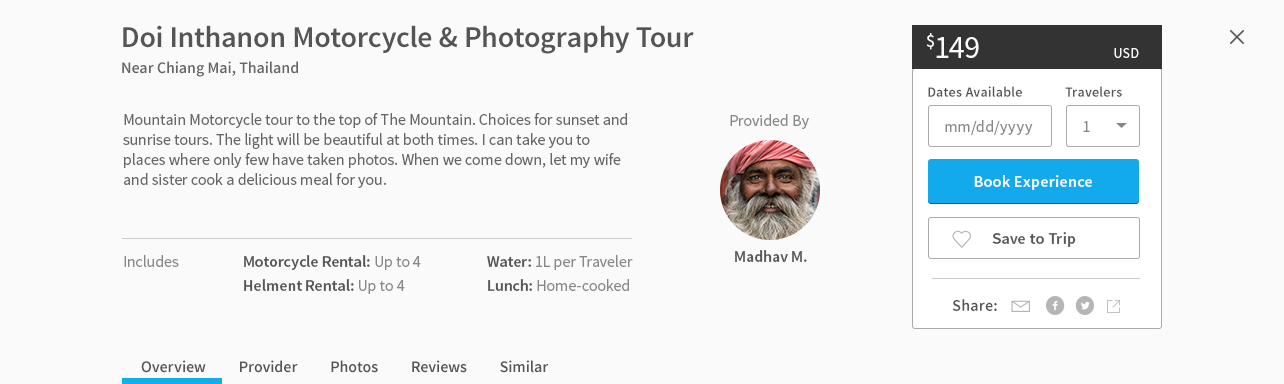 Doi Inthanon Motorcycle & Photography Tour
Near Chiang Mai, Thailand
Mountain Motorcycle tour to the top of The Mountain. Choices for sunset and
sunrise tours. The light will be beautiful at both times. I can take you to
places where only few have taken photos. When we come down, let my wife
and sister cook a delicious meal for you.
Includes
Motorcycle Rental: Up to 4
Helment Rental: Up to 4
Water: 1L per Traveler
Lunch: Home-cooked
Provided By
Madhav M.
$149 USD
Dates Available
Travelers
mm/dd/yyyy
1
Book Experience
Save to Trip
Share:
Overview Provider Photos Reviews Similar